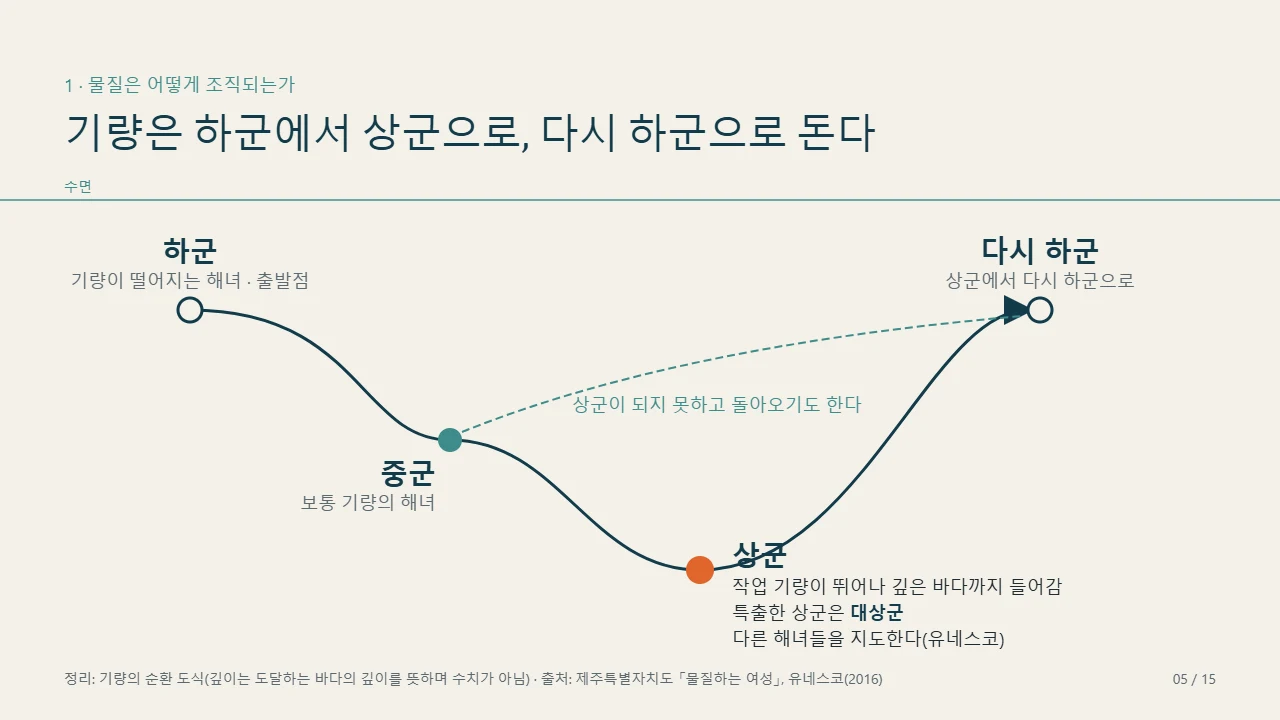 1 · 물질은 어떻게 조직되는가
기량은 하군에서 상군으로, 다시 하군으로 돈다
수면
하군
기량이 떨어지는 해녀 · 출발점
다시 하군
상군에서 다시 하군으로
상군이 되지 못하고 돌아오기도 한다
중군
보통 기량의 해녀
상군
작업 기량이 뛰어나 깊은 바다까지 들어감
특출한 상군은 대상군
다른 해녀들을 지도한다(유네스코)
정리: 기량의 순환 도식(깊이는 도달하는 바다의 깊이를 뜻하며 수치가 아님) · 출처: 제주특별자치도 「물질하는 여성」, 유네스코(2016)
05 / 15